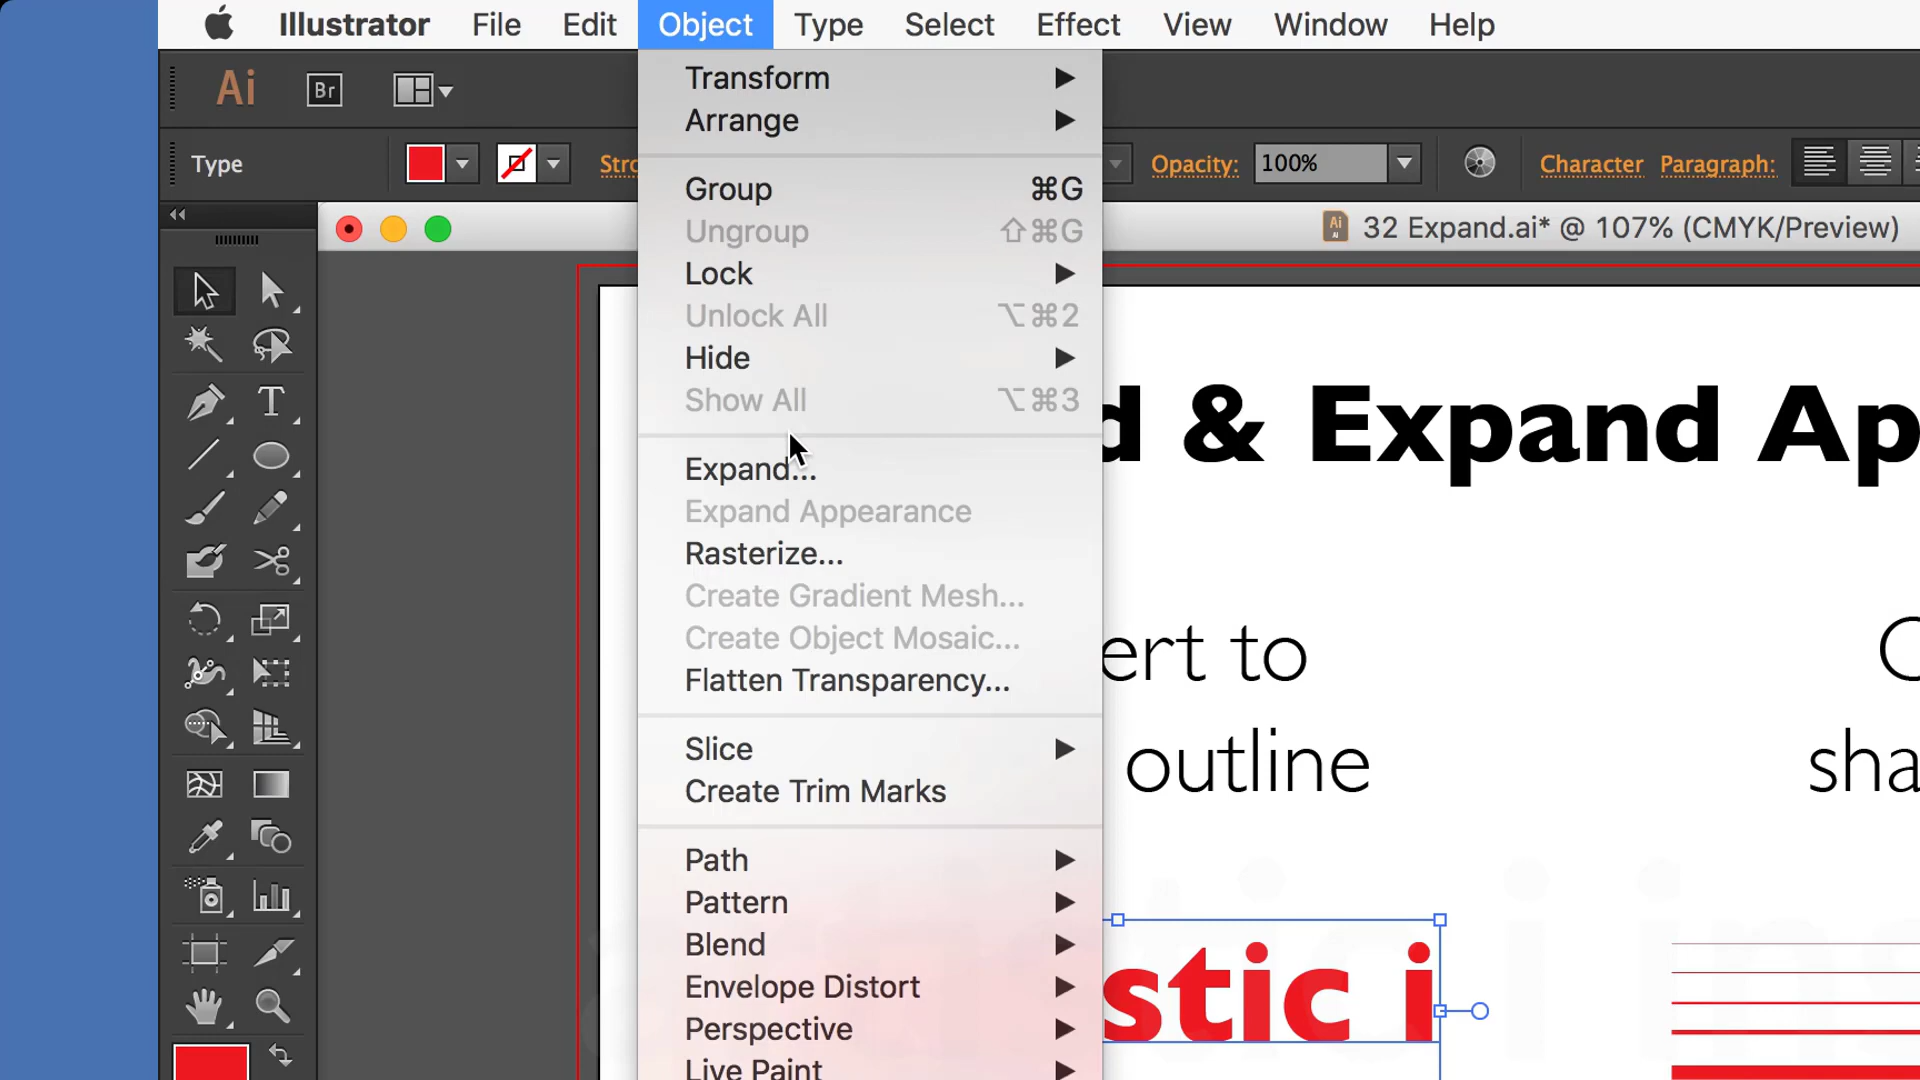 Illustrator File Edit Object Type Select Effect View Window Help
Ai Br
Type Opacity: 100% Character Paragraph:
32 Expand.ai* @ 107% (CMYK/Preview)
Transform
Arrange
Group ⌘G
Ungroup ⇧⌘G
Lock
Unlock All ⌥⌘2
Hide
Show All ⌥⌘3
Expand...
Expand Appearance
Rasterize...
Create Gradient Mesh...
Create Object Mosaic...
Flatten Transparency...
Slice
Create Trim Marks
Path
Pattern
Blend
Envelope Distort
Perspective
Live Paint
d & Expand Ap
ert to
outline
sha
stic i